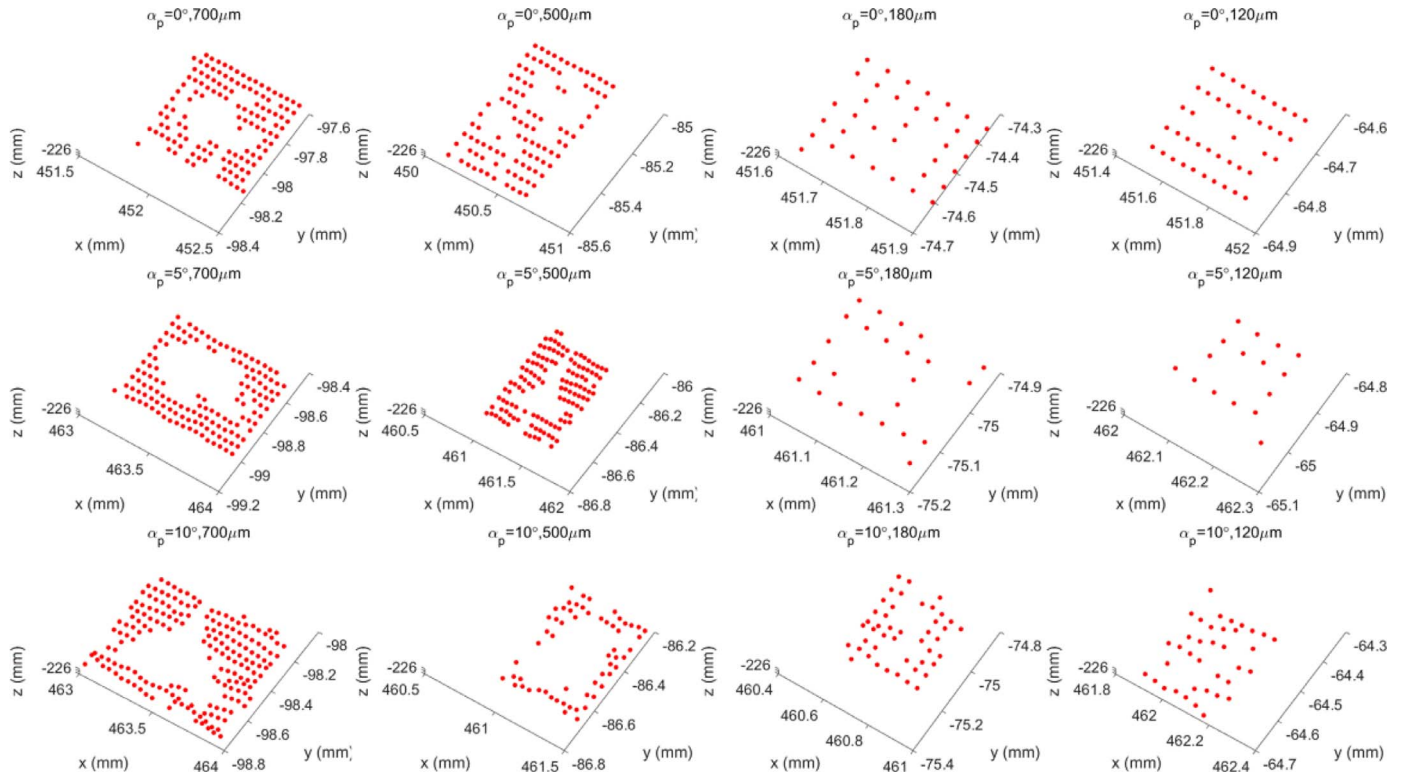 α_p=0°,700μm
z (mm)
-226
451.5
452
452.5
x (mm)
-97.6
-97.8
-98
-98.2
-98.4
y (mm)
α_p=0°,500μm
z (mm)
-226
450
450.5
451
x (mm)
-85
-85.2
-85.4
-85.6
y (mm)
α_p=0°,180μm
z (mm)
-226
451.6
451.7
451.8
451.9
x (mm)
-74.3
-74.4
-74.5
-74.6
-74.7
y (mm)
α_p=0°,120μm
z (mm)
-226
451.4
451.6
451.8
452
x (mm)
-64.6
-64.7
-64.8
-64.9
y (mm)
α_p=5°,700μm
z (mm)
-226
463
463.5
464
x (mm)
-98.4
-98.6
-98.8
-99
-99.2
y (mm)
α_p=5°,500μm
z (mm)
-226
460.5
461
461.5
462
x (mm)
-86
-86.2
-86.4
-86.6
-86.8
y (mm)
α_p=5°,180μm
z (mm)
-226
461
461.1
461.2
461.3
x (mm)
-74.9
-75
-75.1
-75.2
y (mm)
α_p=5°,120μm
z (mm)
-226
462
462.1
462.2
462.3
x (mm)
-64.8
-64.9
-65
-65.1
y (mm)
α_p=10°,700μm
z (mm)
-226
463
463.5
464
x (mm)
-98
-98.2
-98.4
-98.6
-98.8
y (mm)
α_p=10°,500μm
z (mm)
-226
460.5
461
461.5
x (mm)
-86.2
-86.4
-86.6
-86.8
y (mm)
α_p=10°,180μm
z (mm)
-226
460.4
460.6
460.8
461
x (mm)
-74.8
-75
-75.2
-75.4
y (mm)
α_p=10°,120μm
z (mm)
-226
461.8
462
462.2
462.4
x (mm)
-64.3
-64.4
-64.5
-64.6
-64.7
y (mm)